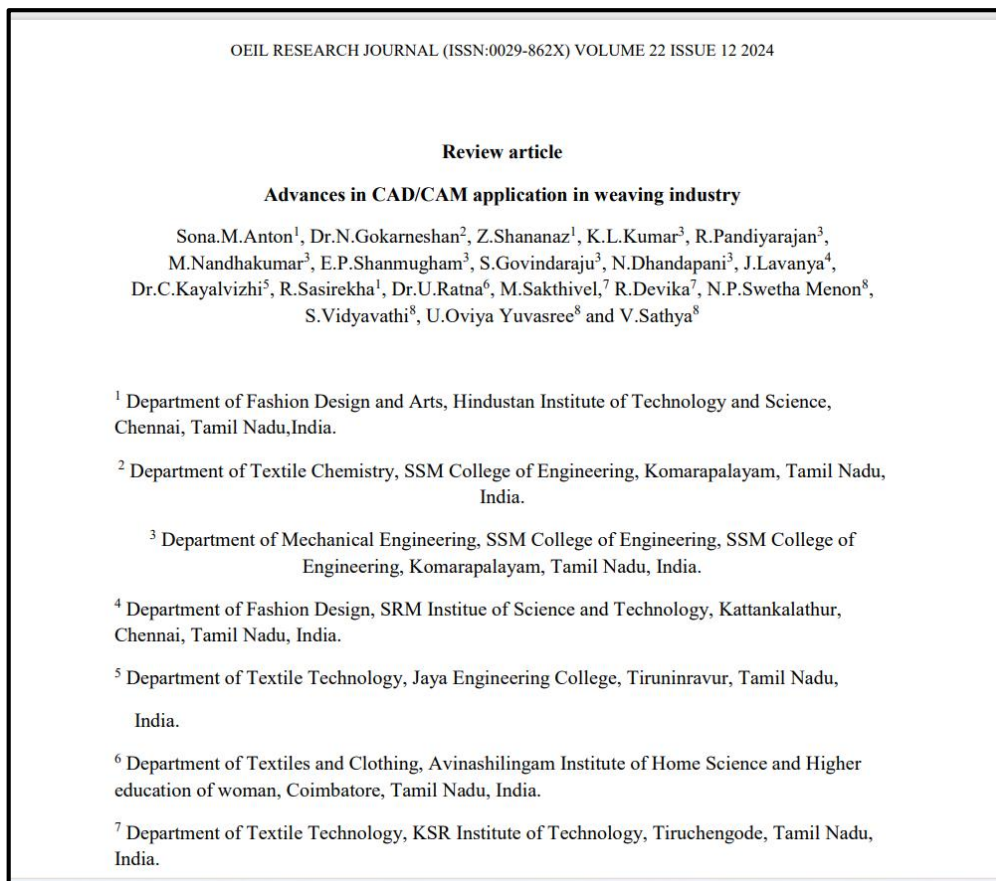 OEIL RESEARCH JOURNAL (ISSN:0029-862X) VOLUME 22 ISSUE 12 2024
Review article
Advances in CAD/CAM application in weaving industry
Sona.M.Anton¹, Dr.N.Gokarneshan², Z.Shananaz¹, K.L.Kumar³, R.Pandiyarajan³,
M.Nandhakumar³, E.P.Shanmugham³, S.Govindaraju³, N.Dhandapani³, J.Lavanya⁴,
Dr.C.Kayalvizhi⁵, R.Sasirekha¹, Dr.U.Ratna⁶, M.Sakthivel,⁷ R.Devika⁷, N.P.Swetha Menon⁸,
S.Vidyavathi⁸, U.Oviya Yuvasree⁸ and V.Sathya⁸
¹ Department of Fashion Design and Arts, Hindustan Institute of Technology and Science,
Chennai, Tamil Nadu,India.
² Department of Textile Chemistry, SSM College of Engineering, Komarapalayam, Tamil Nadu,
India.
³ Department of Mechanical Engineering, SSM College of Engineering, SSM College of
Engineering, Komarapalayam, Tamil Nadu, India.
⁴ Department of Fashion Design, SRM Institue of Science and Technology, Kattankalathur,
Chennai, Tamil Nadu, India.
⁵ Department of Textile Technology, Jaya Engineering College, Tiruninravur, Tamil Nadu,
India.
⁶ Department of Textiles and Clothing, Avinashilingam Institute of Home Science and Higher
education of woman, Coimbatore, Tamil Nadu, India.
⁷ Department of Textile Technology, KSR Institute of Technology, Tiruchengode, Tamil Nadu,
India.